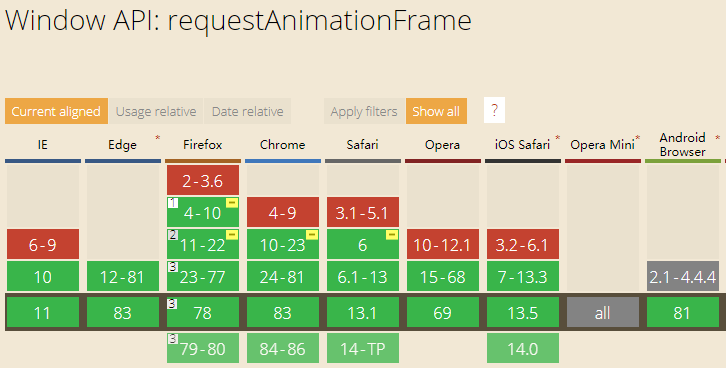 Window API: requestAnimationFrame
Current aligned Usage relative Date relative Apply filters Show all ?
IE Edge * Firefox Chrome Safari Opera iOS Safari * Opera Mini * Android Browser *
2-3.6
1 4-10 4-9 3.1-5.1
6-9 2 11-22 10-23 6 10-12.1 3.2-6.1
10 12-81 3 23-77 24-81 6.1-13 15-68 7-13.3 2.1-4.4.4
11 83 3 78 83 13.1 69 13.5 all 81
3 79-80 84-86 14-TP 14.0